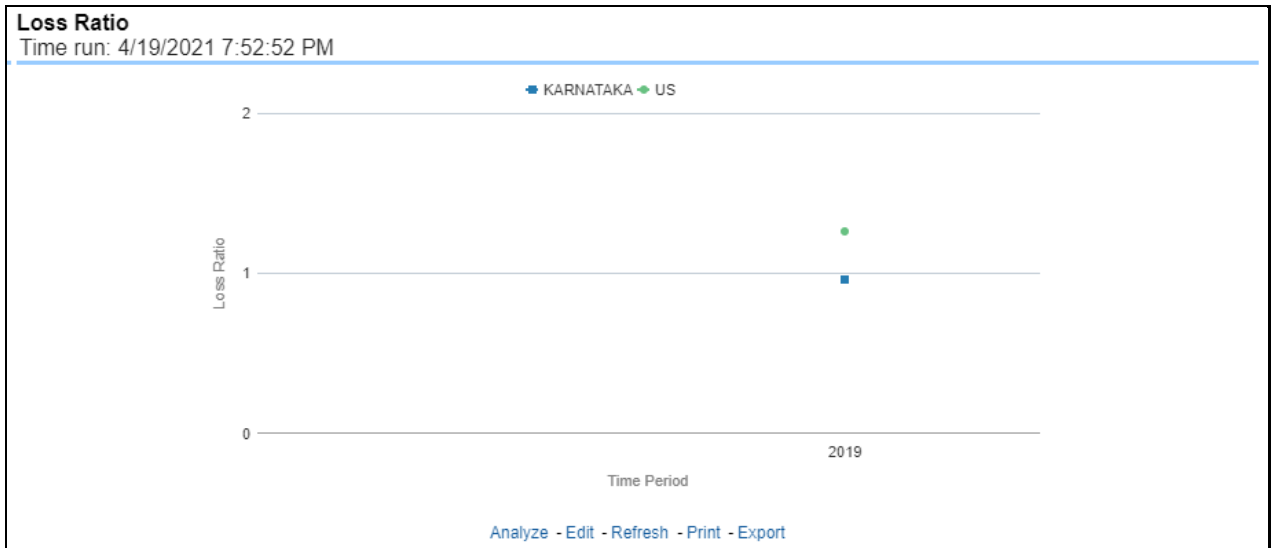 Loss Ratio
Time run: 4/19/2021 7:52:52 PM
KARNATAKA US
2
Loss Ratio
1
0
2019
Time Period
Analyze - Edit - Refresh - Print - Export